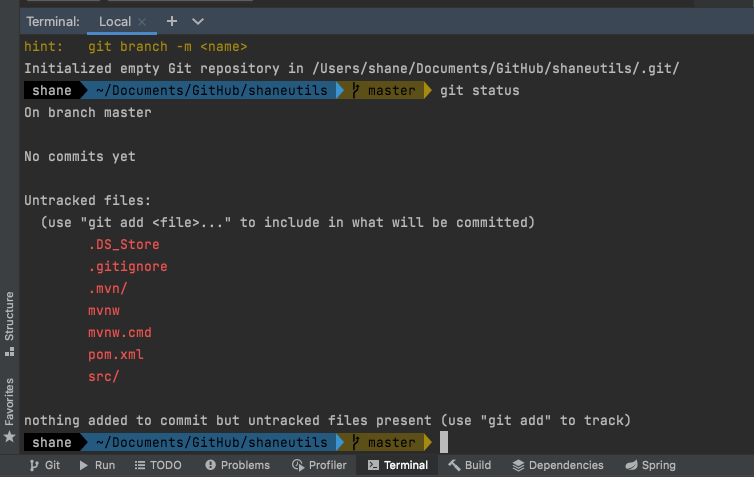 Terminal: Local × +
hint:   git branch -m <name>
Initialized empty Git repository in /Users/shane/Documents/GitHub/shaneutils/.git/
shane ~/Documents/GitHub/shaneutils master git status
On branch master
No commits yet
Untracked files:
  (use "git add <file>..." to include in what will be committed)
        .DS_Store
        .gitignore
        .mvn/
        mvnw
        mvnw.cmd
        pom.xml
        src/
nothing added to commit but untracked files present (use "git add" to track)
shane ~/Documents/GitHub/shaneutils master
Structure
Favorites
Git Run TODO Problems Profiler Terminal Build Dependencies Spring